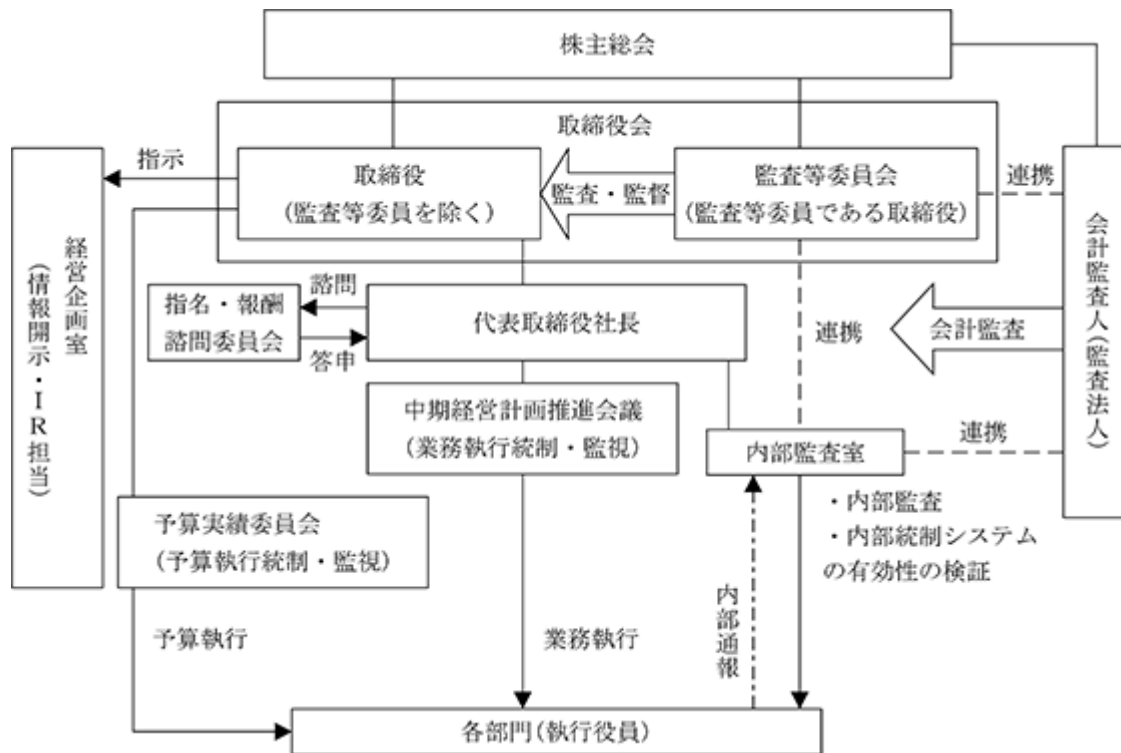 株主総会
取締役会
指示
取締役
(監査等委員を除く)
監査・監督
監査等委員会
(監査等委員である取締役)
連携
経営企画室
(情報開示・IR担当)
会計監査人(監査法人)
諮問
指名・報酬
諮問委員会
答申
代表取締役社長
連携
会計監査
中期経営計画推進会議
(業務執行統制・監視)
内部監査室
連携
・内部監査
・内部統制システム
の有効性の検証
予算実績委員会
(予算執行統制・監視)
内部通報
予算執行
業務執行
各部門(執行役員)